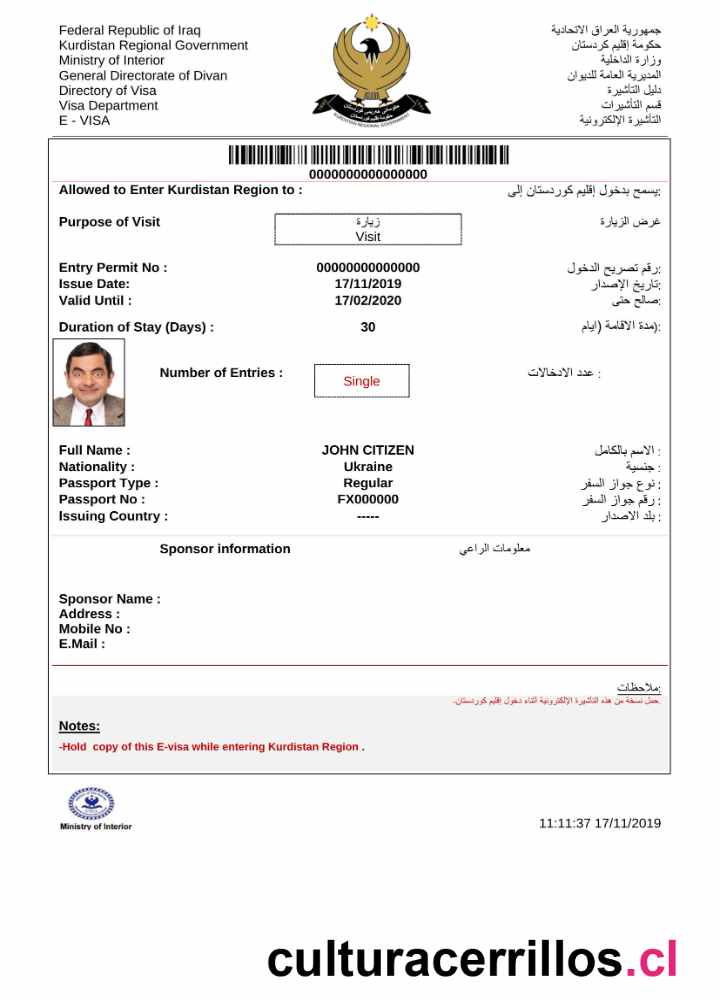 Federal Republic of Iraq
Kurdistan Regional Government
Ministry of Interior
General Directorate of Divan
Directory of Visa
Visa Department
E - VISA
جمهورية العراق الاتحادية
حكومة إقليم كردستان
وزارة الداخلية
المديرية العامة للديوان
دليل التأشيرة
قسم التأشيرات
التأشيرة الإلكترونية
KURDISTAN REGIONAL GOVERNMENT
0000000000000000
Allowed to Enter Kurdistan Region to : يسمح بدخول إقليم كوردستان إلى:
Purpose of Visit زيارة غرض الزيارة
Visit
Entry Permit No : 00000000000000 رقم تصريح الدخول:
Issue Date: 17/11/2019 تاريخ الإصدار:
Valid Until : 17/02/2020 صالح حتى:
Duration of Stay (Days) : 30 مدة الاقامة (ايام):
Number of Entries : Single عدد الادخالات :
Full Name : JOHN CITIZEN الاسم بالكامل :
Nationality : Ukraine جنسية :
Passport Type : Regular نوع جواز السفر :
Passport No : FX000000 رقم جواز السفر :
Issuing Country : ----- بلد الاصدار :
Sponsor information معلومات الراعي
Sponsor Name :
Address :
Mobile No :
E.Mail :
ملاحظات:
حمل نسخة من هذه التأشيرة الإلكترونية أثناء دخول إقليم كوردستان.
Notes:
-Hold copy of this E-visa while entering Kurdistan Region .
Ministry of Interior
11:11:37 17/11/2019
culturacerrillos.cl